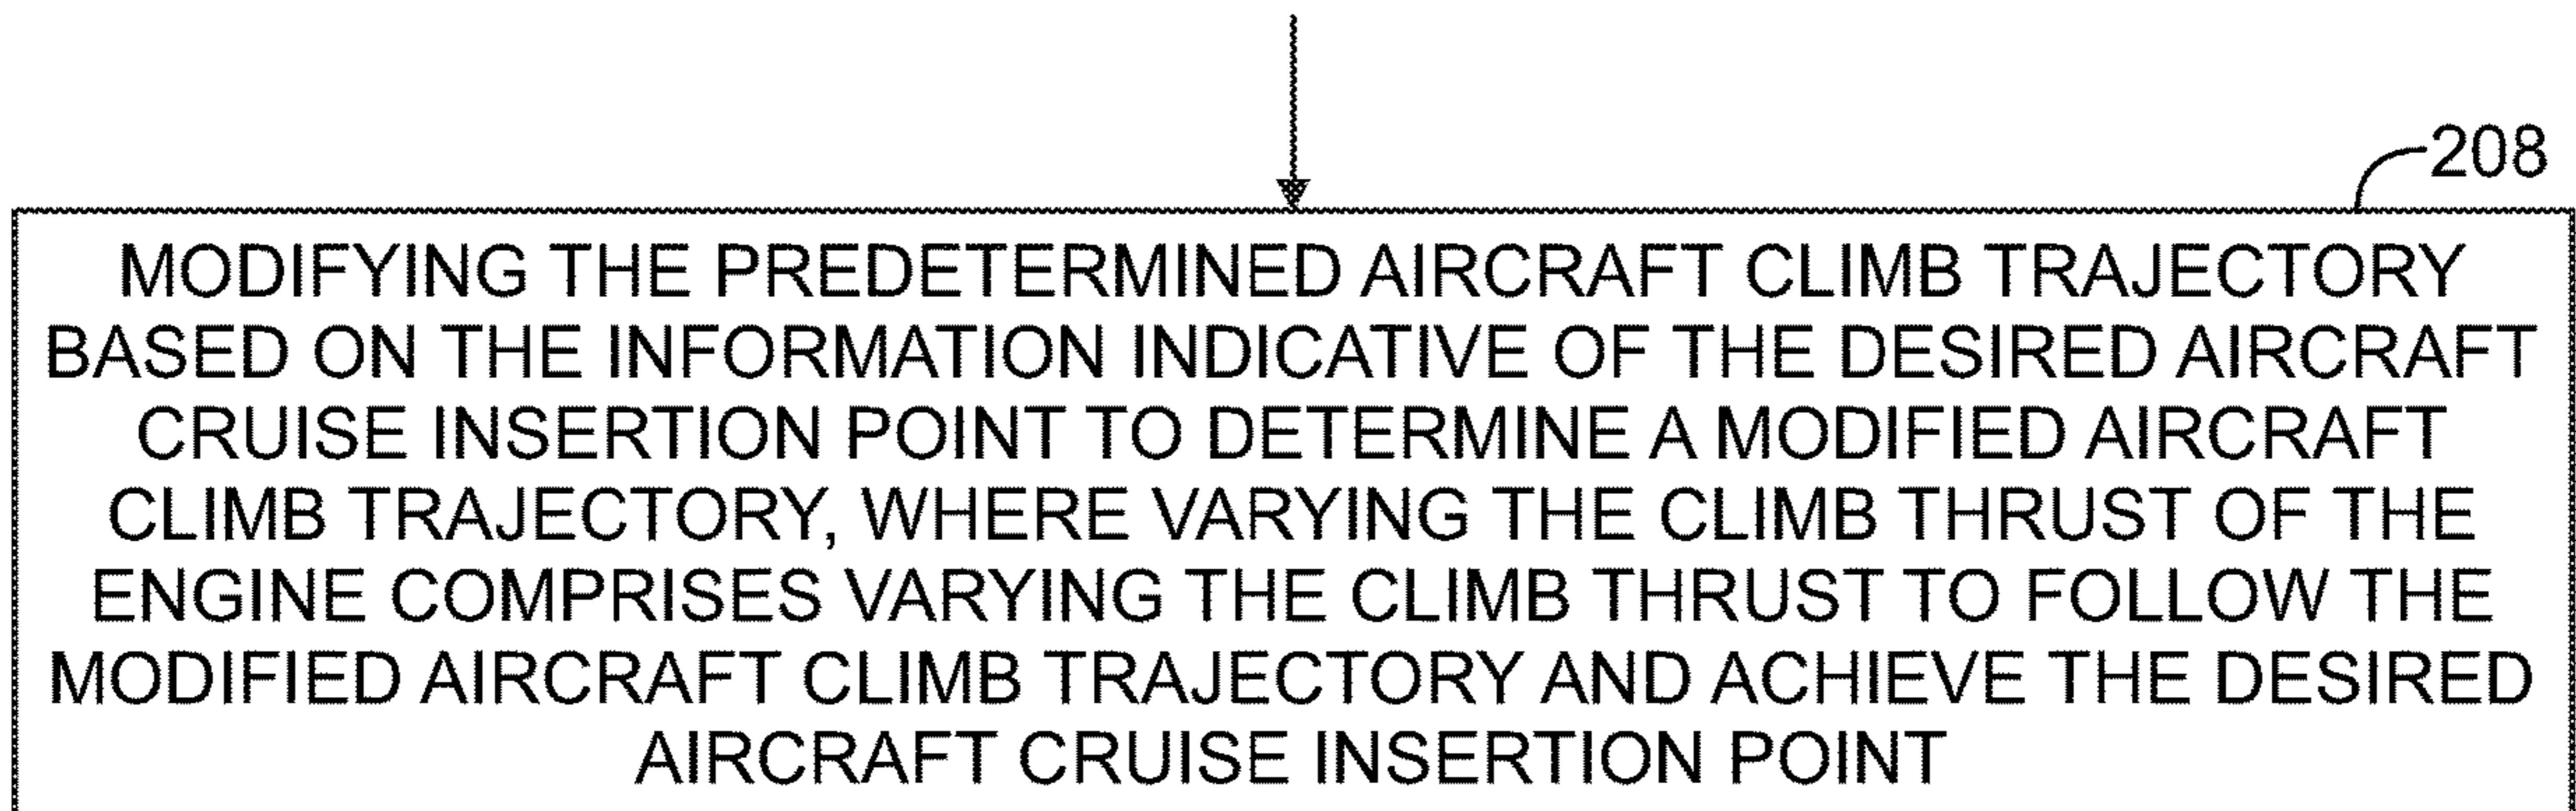 208
MODIFYING THE PREDETERMINED AIRCRAFT CLIMB TRAJECTORY
BASED ON THE INFORMATION INDICATIVE OF THE DESIRED AIRCRAFT
CRUISE INSERTION POINT TO DETERMINE A MODIFIED AIRCRAFT
CLIMB TRAJECTORY, WHERE VARYING THE CLIMB THRUST OF THE
ENGINE COMPRISES VARYING THE CLIMB THRUST TO FOLLOW THE
MODIFIED AIRCRAFT CLIMB TRAJECTORY AND ACHIEVE THE DESIRED
AIRCRAFT CRUISE INSERTION POINT